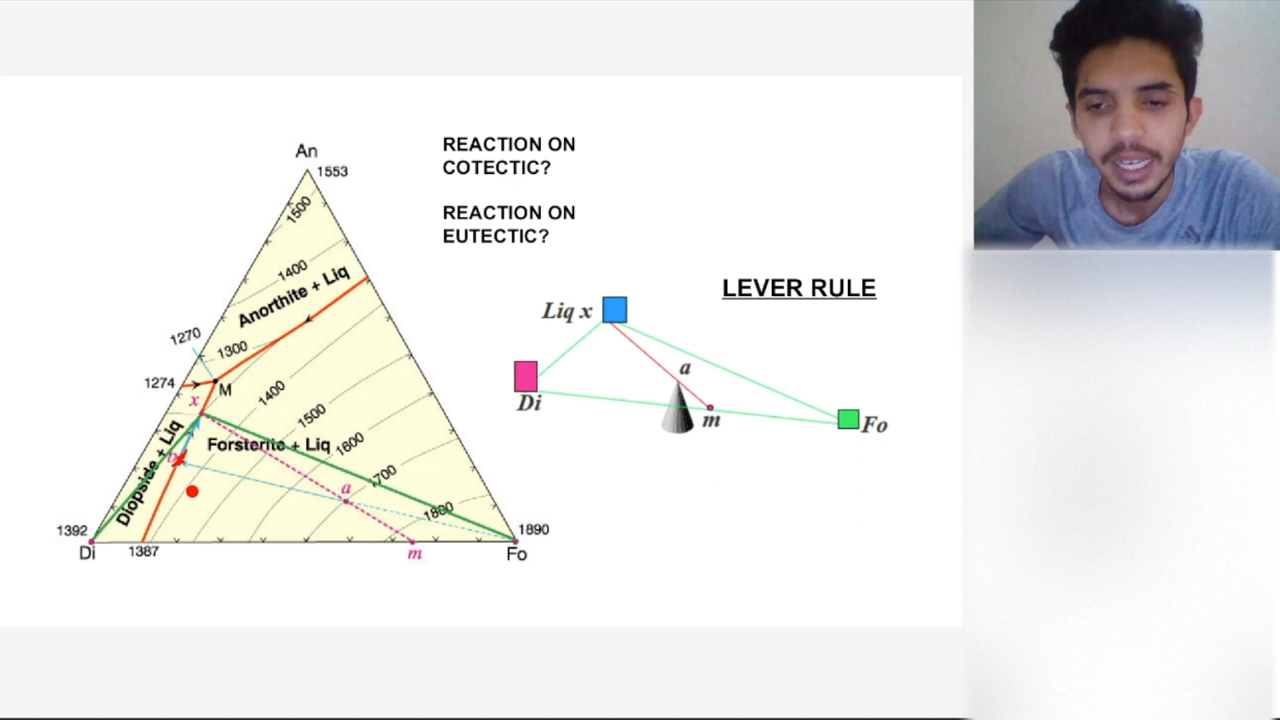 An
1553
1500
1400
Anorthite + Liq
1270
1300
1274
M
x
1400
1500
Forsterite + Liq
1600
Diopside + Liq
b
1700
a
1800
1392
1890
Di
1387
m
Fo
REACTION ON
COTECTIC?
REACTION ON
EUTECTIC?
LEVER RULE
Liq x
a
Di
m
Fo